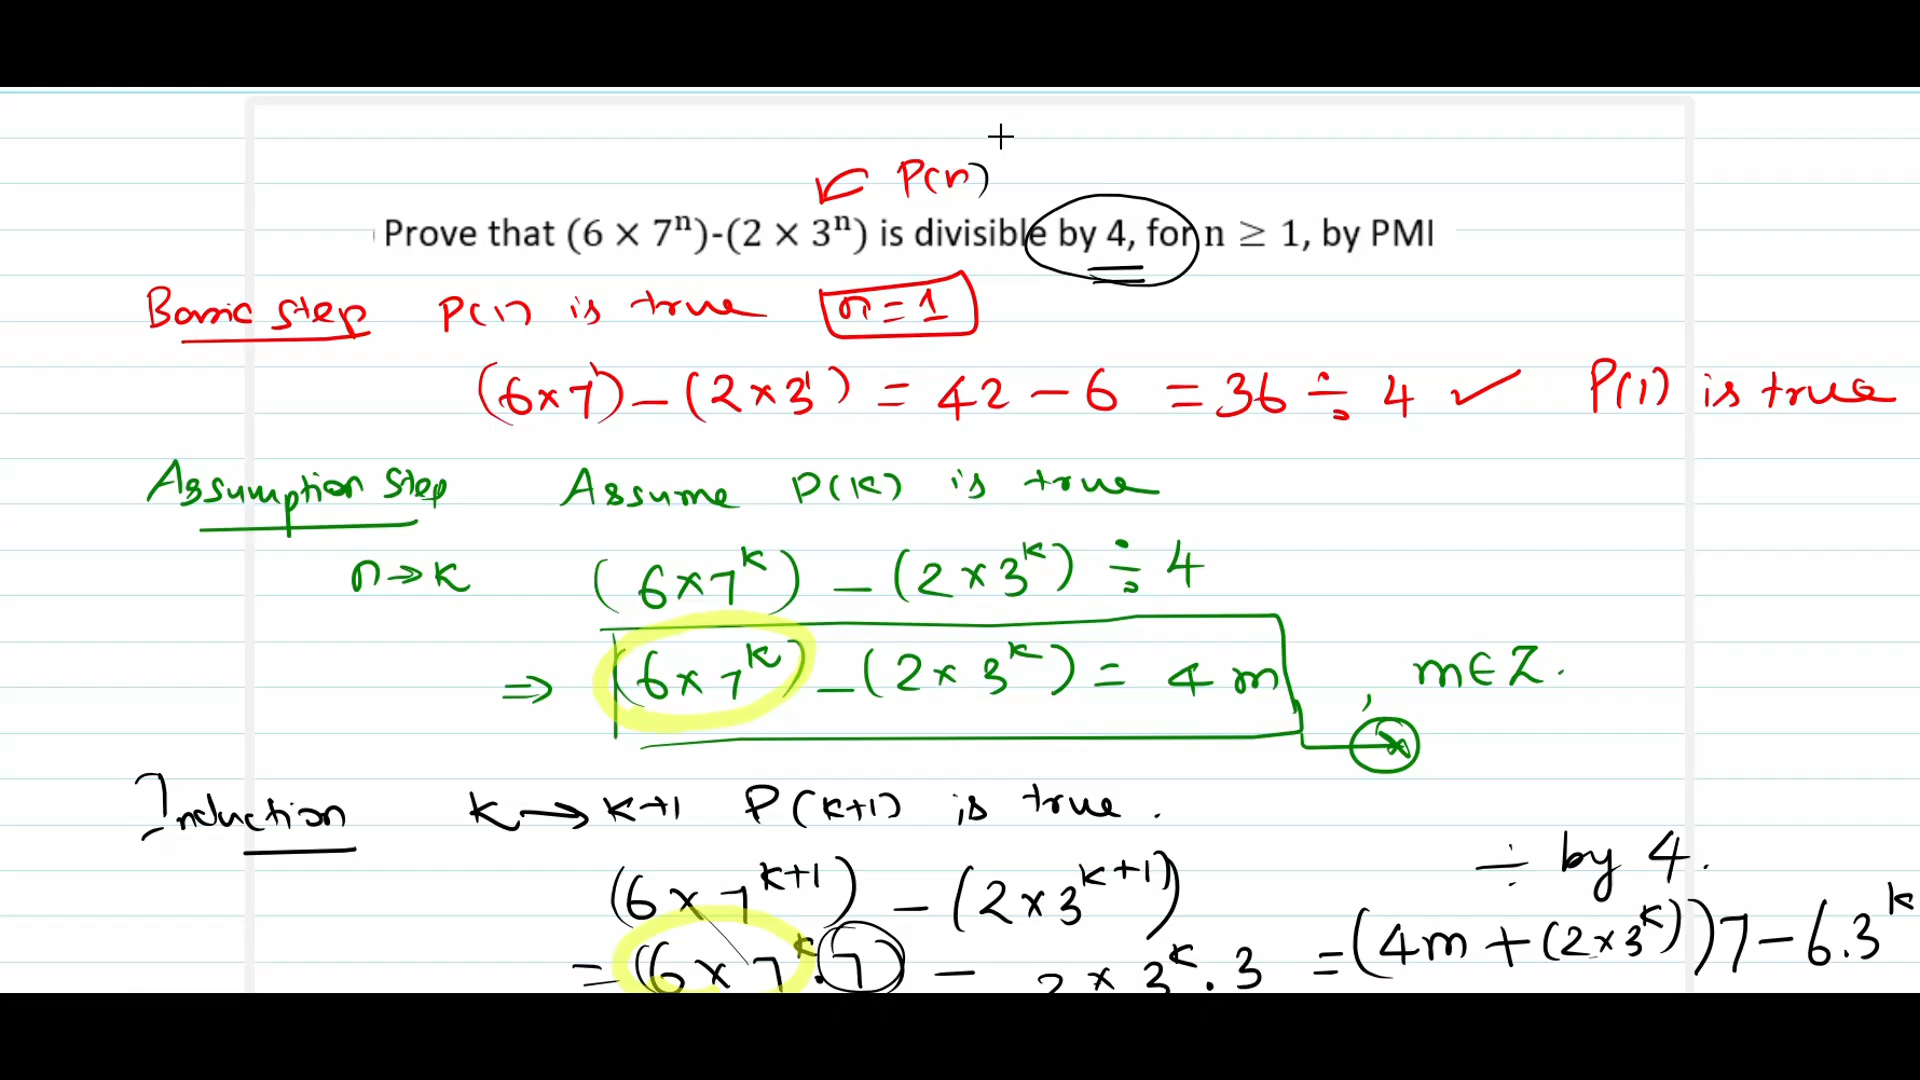 P(n)
Prove that (6 × 7ⁿ)-(2 × 3ⁿ) is divisible by 4, for n ≥ 1, by PMI
Basic step P(1) is true n = 1
(6×7¹) – (2×3¹) = 42 – 6 = 36 ÷ 4 ✓ P(1) is true
Assumption step Assume P(k) is true
n → k (6×7ᵏ) – (2×3ᵏ) ÷ 4
⇒ (6×7ᵏ) – (2×3ᵏ) = 4m , m∈Z.
Induction k → k+1 P(k+1) is true.
(6×7ᵏ⁺¹) – (2×3ᵏ⁺¹) ÷ by 4.
= (6×7ᵏ.7) – 2×3ᵏ.3 = (4m + (2×3ᵏ))7 – 6.3ᵏ